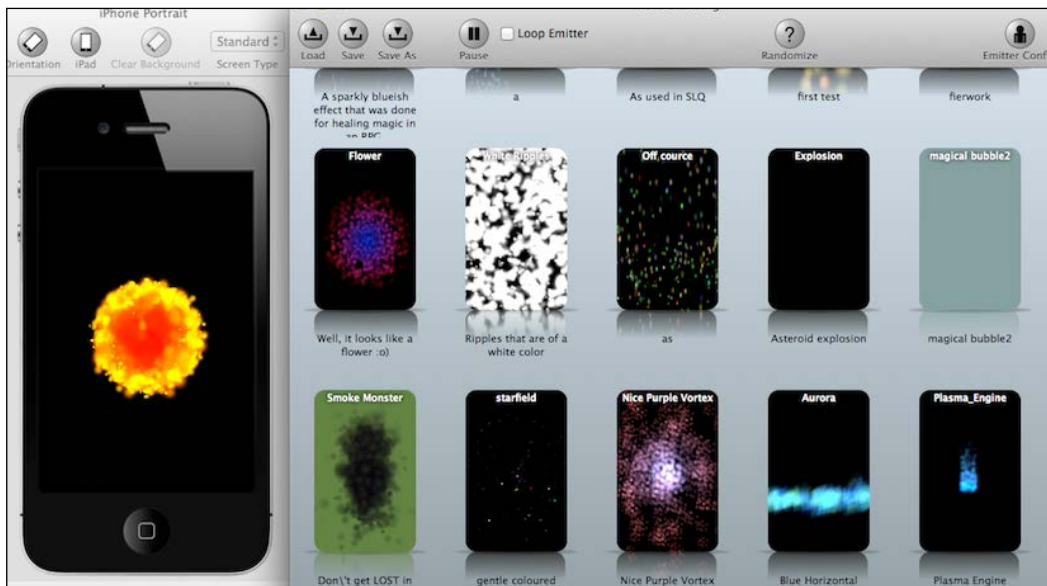 iPhone Portrait
Orientation
iPad
Clear Background
Standard
Screen Type
Load
Save
Save As
Pause
Loop Emitter
?
Randomize
Emitter Conf
A sparkly blueish
effect that was done
for healing magic in
an RPG
a
As used in SLQ
first test
fierwork
Flower
White Ripples
Off cource
Explosion
magical bubble2
Well, it looks like a
flower :o)
Ripples that are of a
white color
as
Asteroid explosion
magical bubble2
Smoke Monster
starfield
Nice Purple Vortex
Aurora
Plasma_Engine
Don\'t get LOST in
gentle coloured
Nice Purple Vortex
Blue Horizontal
Plasma Engine